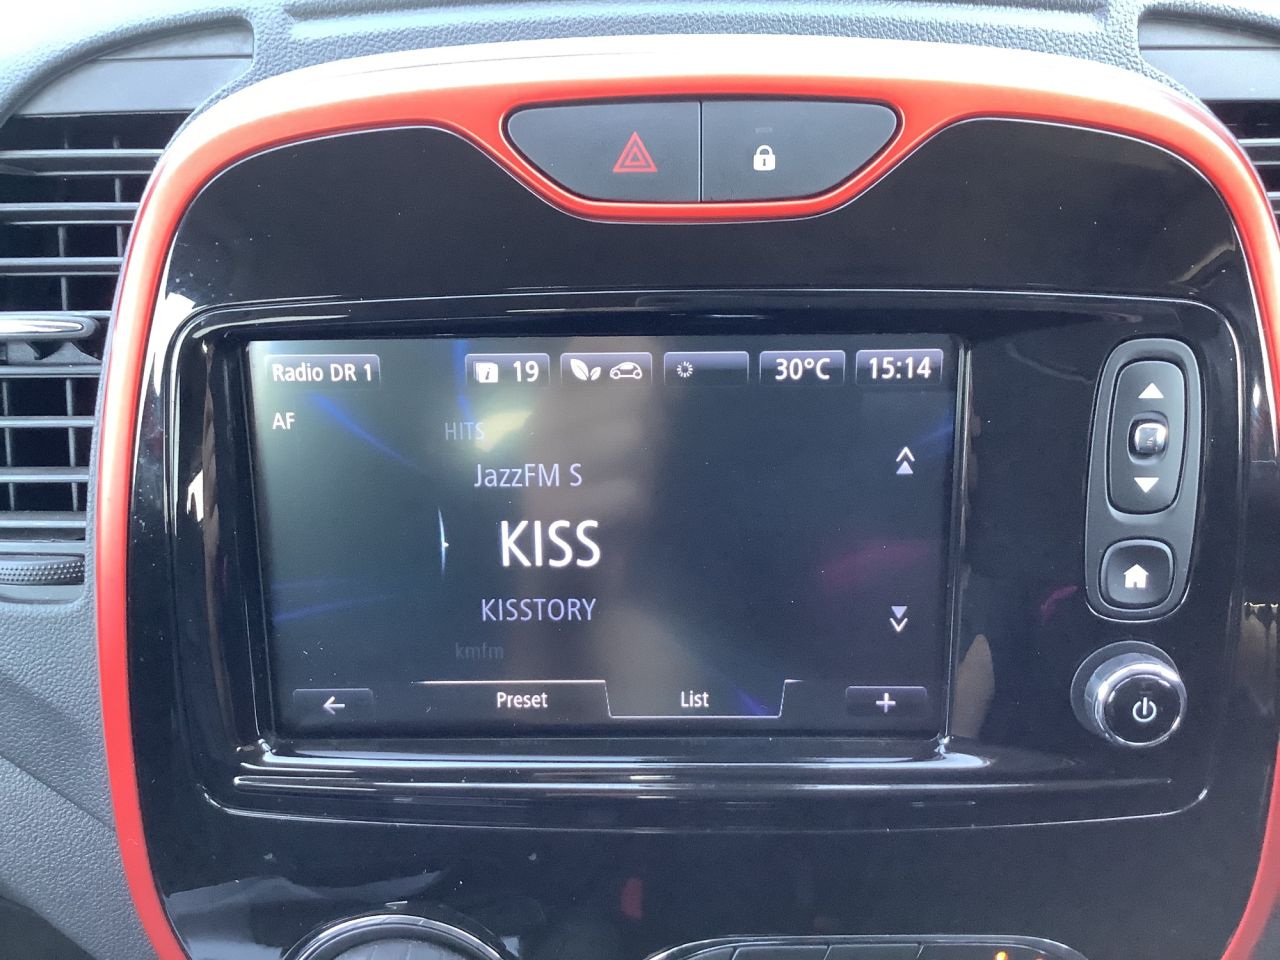 Radio DR 1
i 19
30°C
15:14
AF
HITS
JazzFM S
KISS
KISSTORY
kmfm
Preset
List